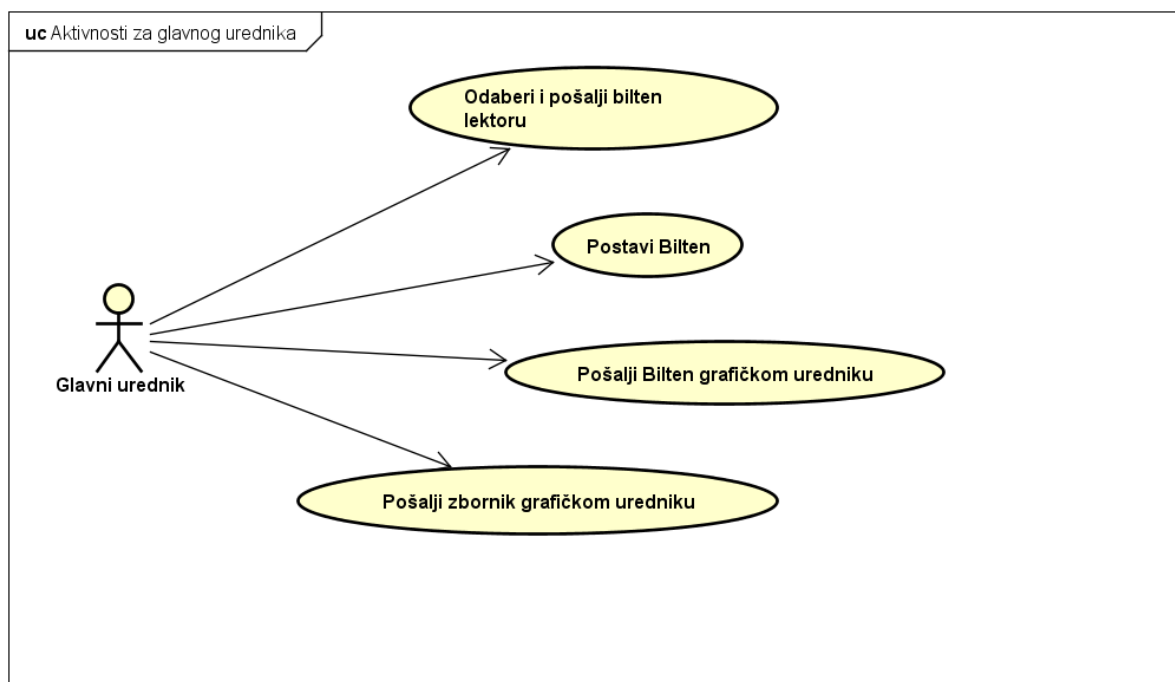 uc Aktivnosti za glavnog urednika
Odaberi i pošalji bilten
lektoru
Postavi Bilten
Glavni urednik
Pošalji Bilten grafičkom uredniku
Pošalji zbornik grafičkom uredniku